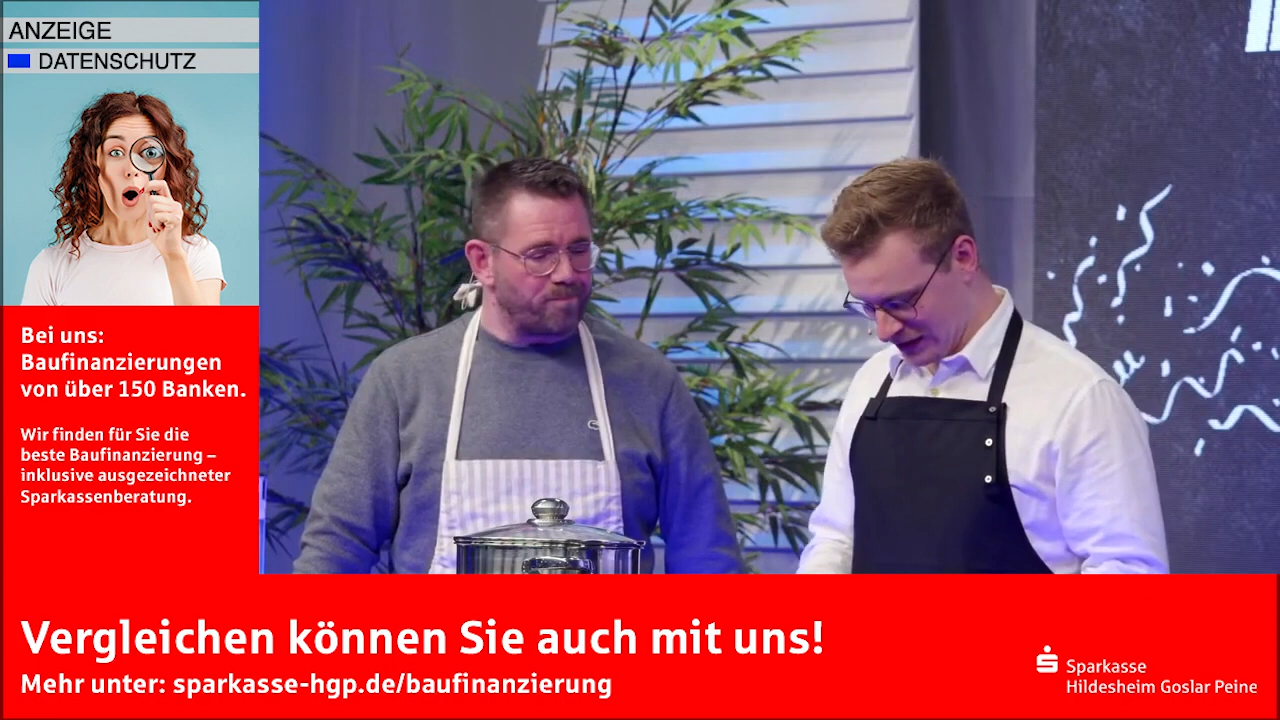 ANZEIGE
DATENSCHUTZ
Bei uns:
Baufinanzierungen
von über 150 Banken.
Wir finden für Sie die
beste Baufinanzierung –
inklusive ausgezeichneter
Sparkassenberatung.
Vergleichen können Sie auch mit uns!
Mehr unter: sparkasse-hgp.de/baufinanzierung
Sparkasse
Hildesheim Goslar Peine